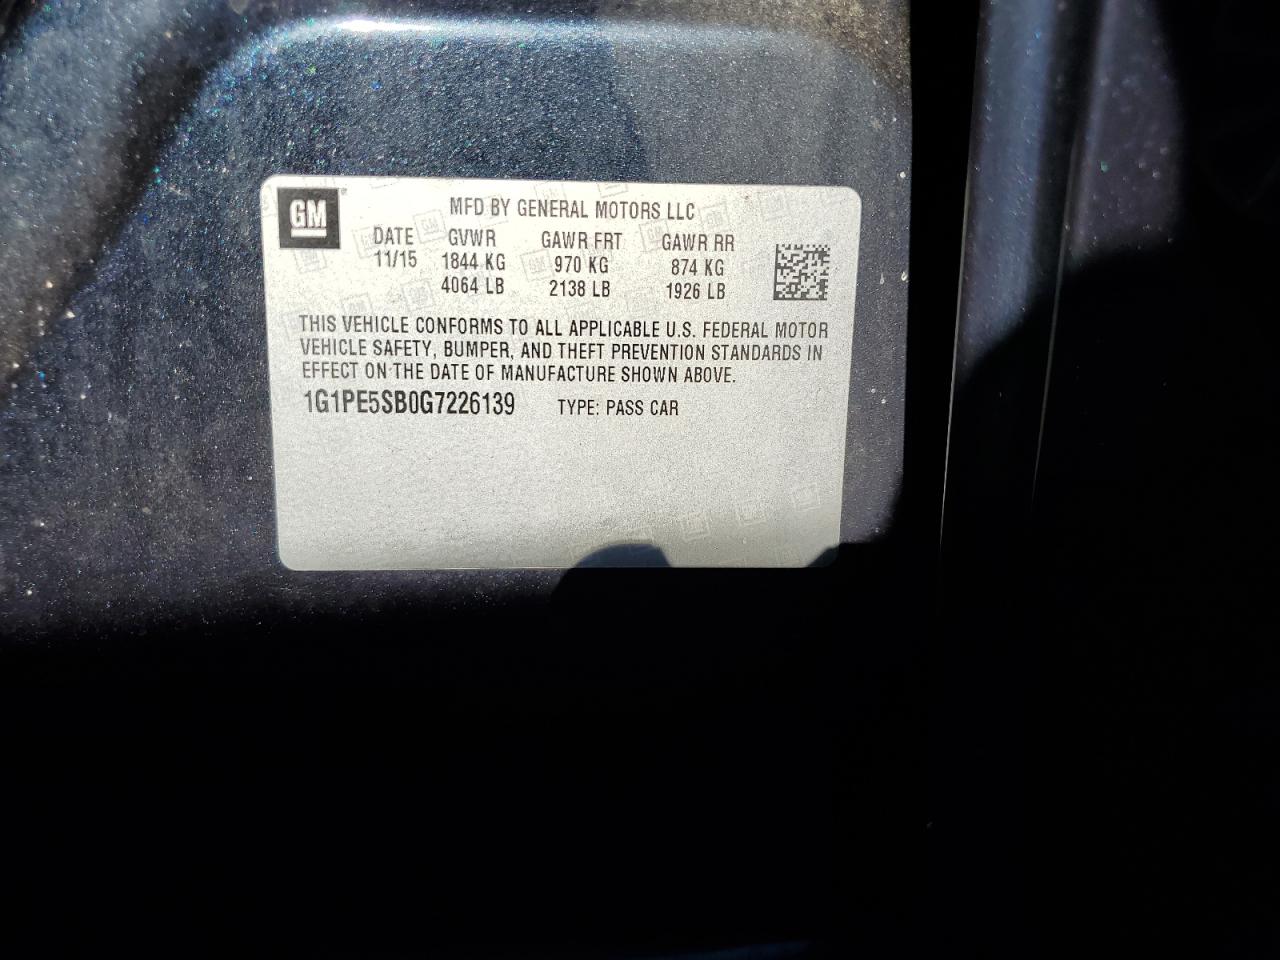 GM
MFD BY GENERAL MOTORS LLC
DATE GVWR GAWR FRT GAWR RR
11/15 1844 KG 970 KG 874 KG
4064 LB 2138 LB 1926 LB
THIS VEHICLE CONFORMS TO ALL APPLICABLE U.S. FEDERAL MOTOR
VEHICLE SAFETY, BUMPER, AND THEFT PREVENTION STANDARDS IN
EFFECT ON THE DATE OF MANUFACTURE SHOWN ABOVE.
1G1PE5SB0G7226139 TYPE: PASS CAR